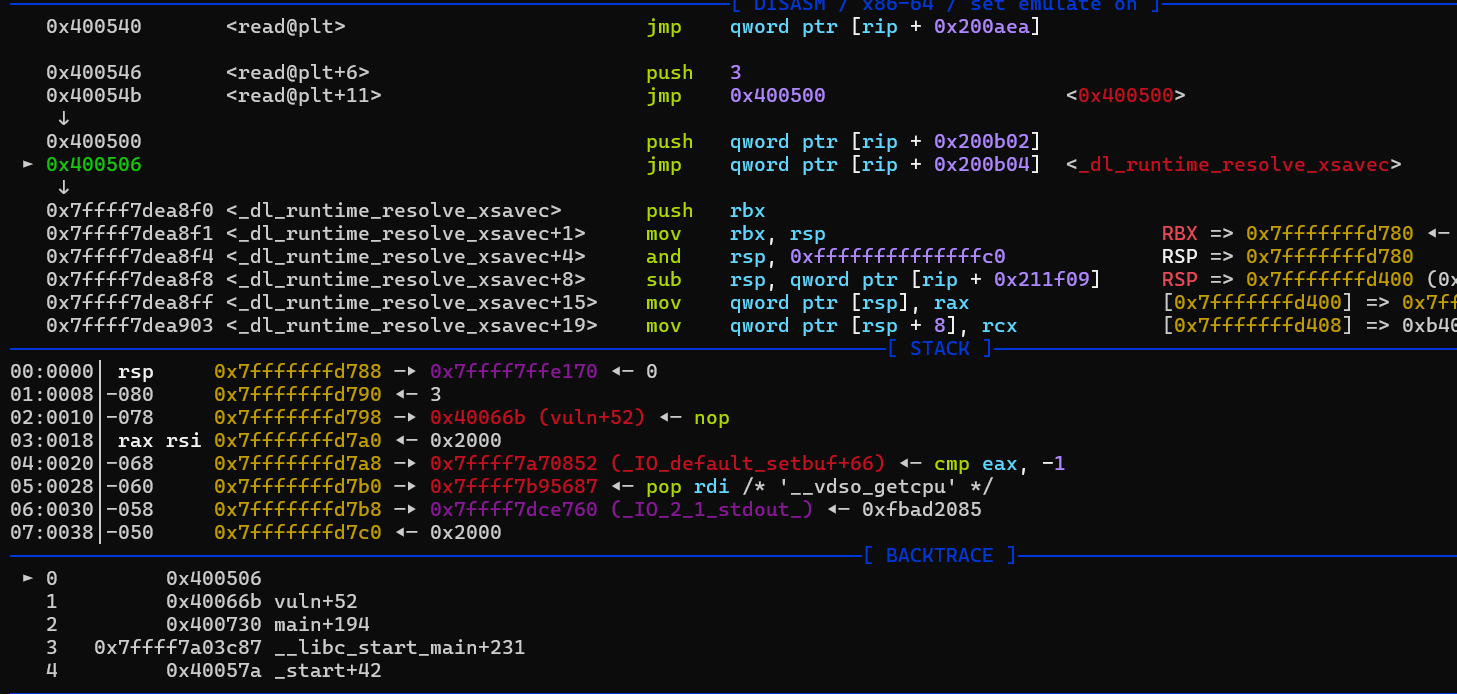 [ DISASM / x86-64 / set emulate on ]
0x400540 <read@plt> jmp qword ptr [rip + 0x200aea]
0x400546 <read@plt+6> push 3
0x40054b <read@plt+11> jmp 0x400500 <0x400500>
↓
0x400500 push qword ptr [rip + 0x200b02]
► 0x400506 jmp qword ptr [rip + 0x200b04] <_dl_runtime_resolve_xsavec>
↓
0x7ffff7dea8f0 <_dl_runtime_resolve_xsavec> push rbx
0x7ffff7dea8f1 <_dl_runtime_resolve_xsavec+1> mov rbx, rsp RBX => 0x7fffffffd780 ◂—
0x7ffff7dea8f4 <_dl_runtime_resolve_xsavec+4> and rsp, 0xffffffffffffffc0 RSP => 0x7fffffffd780
0x7ffff7dea8f8 <_dl_runtime_resolve_xsavec+8> sub rsp, qword ptr [rip + 0x211f09] RSP => 0x7fffffffd400 (0x
0x7ffff7dea8ff <_dl_runtime_resolve_xsavec+15> mov qword ptr [rsp], rax [0x7fffffffd400] => 0x7ff
0x7ffff7dea903 <_dl_runtime_resolve_xsavec+19> mov qword ptr [rsp + 8], rcx [0x7fffffffd408] => 0xb40
[ STACK ]
00:0000│ rsp 0x7fffffffd788 —▸ 0x7ffff7ffe170 ◂— 0
01:0008│-080 0x7fffffffd790 ◂— 3
02:0010│-078 0x7fffffffd798 —▸ 0x40066b (vuln+52) ◂— nop
03:0018│ rax rsi 0x7fffffffd7a0 ◂— 0x2000
04:0020│-068 0x7fffffffd7a8 —▸ 0x7ffff7a70852 (_IO_default_setbuf+66) ◂— cmp eax, -1
05:0028│-060 0x7fffffffd7b0 —▸ 0x7ffff7b95687 ◂— pop rdi /* '__vdso_getcpu' */
06:0030│-058 0x7fffffffd7b8 —▸ 0x7ffff7dce760 (_IO_2_1_stdout_) ◂— 0xfbad2085
07:0038│-050 0x7fffffffd7c0 ◂— 0x2000
[ BACKTRACE ]
► 0 0x400506
1 0x40066b vuln+52
2 0x400730 main+194
3 0x7ffff7a03c87 __libc_start_main+231
4 0x40057a _start+42